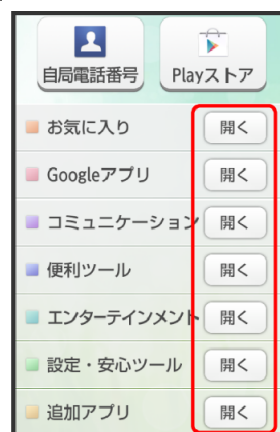 自局電話番号 Playストア
お気に入り 開く
Googleアプリ 開く
コミュニケーション 開く
便利ツール 開く
エンターテインメント 開く
設定・安心ツール 開く
追加アプリ 開く